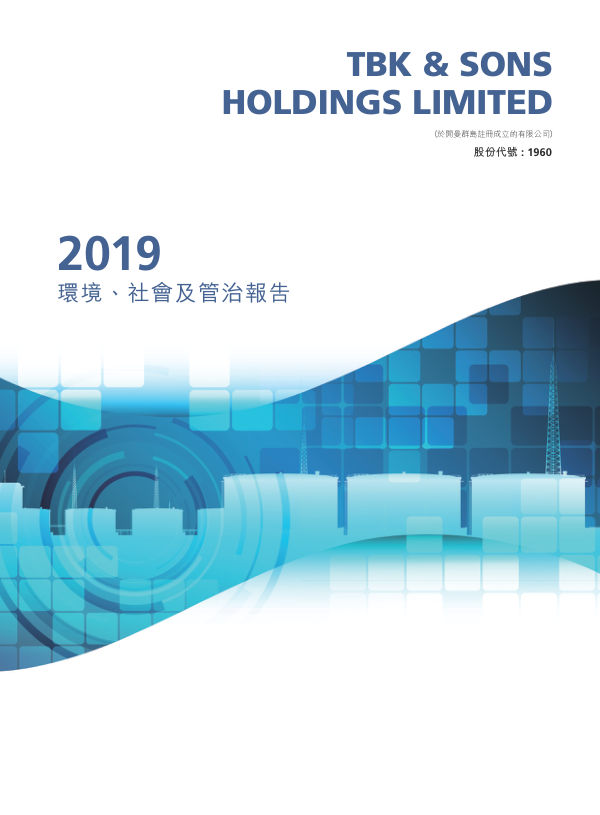 TBK & SONS
HOLDINGS LIMITED
(於開曼群島註冊成立的有限公司)
股份代號：1960
2019
環境、社會及管治報告